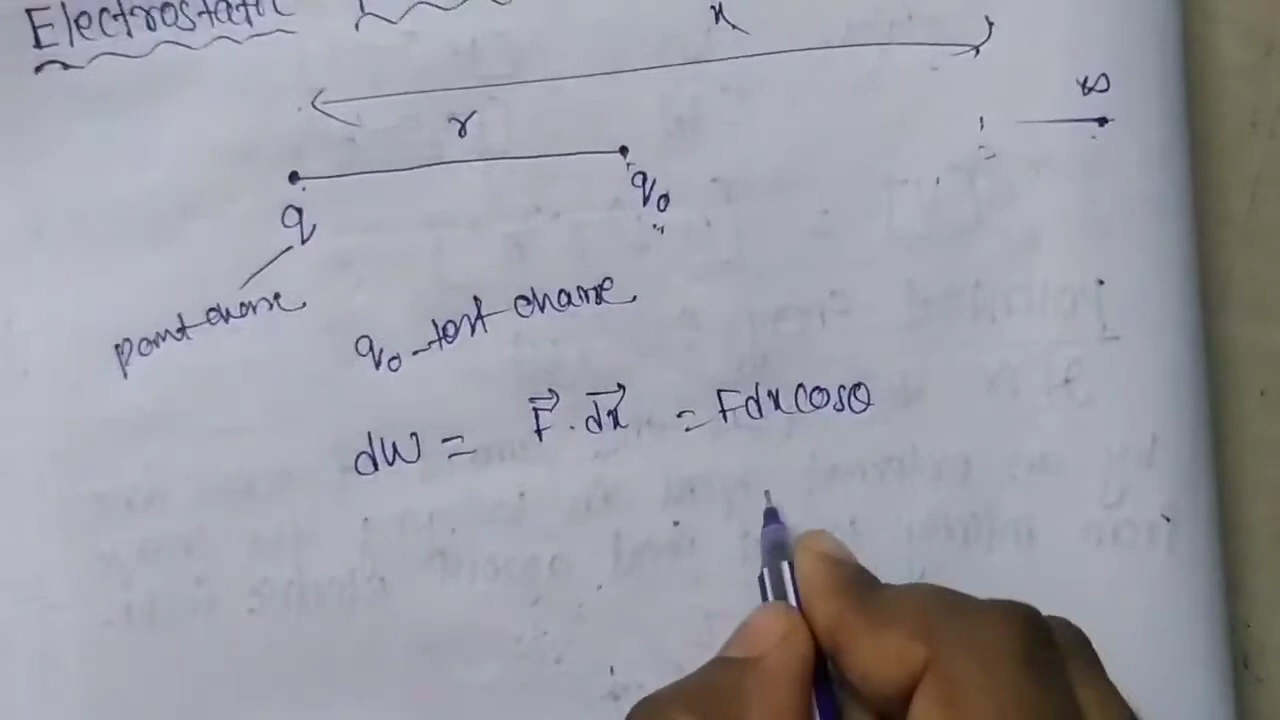 Electrostatic
x
r
∞
q
q₀
point charge
q₀ - test charge
dW = F⃗ . dx⃗ = Fdx cosθ